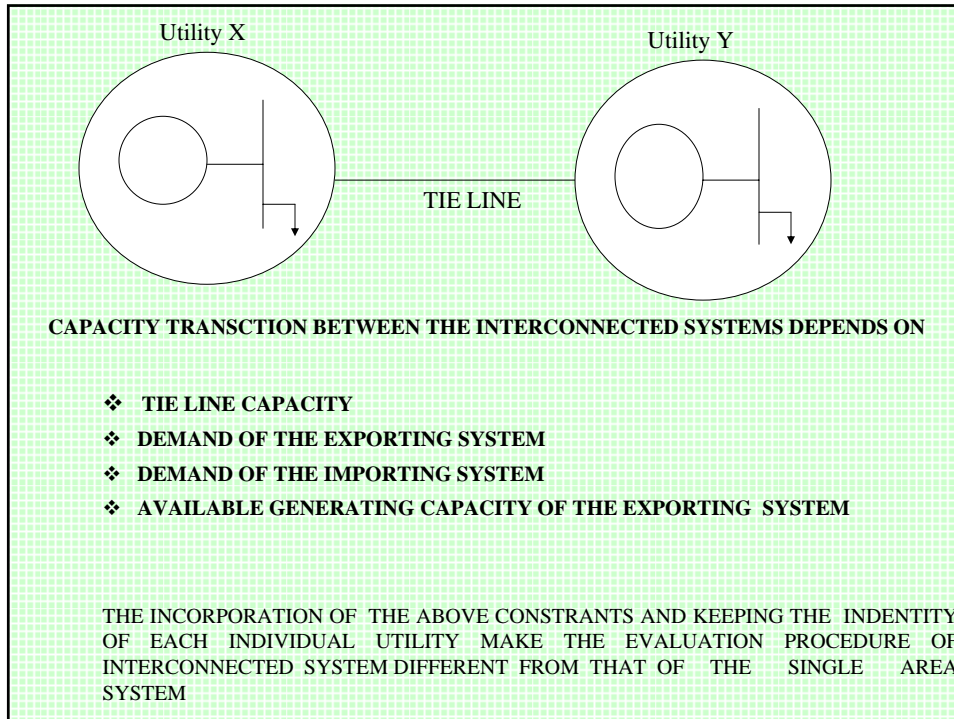 Utility X
Utility Y
TIE LINE
CAPACITY TRANSCTION BETWEEN THE INTERCONNECTED SYSTEMS DEPENDS ON
❖ TIE LINE CAPACITY
❖ DEMAND OF THE EXPORTING SYSTEM
❖ DEMAND OF THE IMPORTING SYSTEM
❖ AVAILABLE GENERATING CAPACITY OF THE EXPORTING SYSTEM
THE INCORPORATION OF THE ABOVE CONSTRANTS AND KEEPING THE INDENTITY
OF EACH INDIVIDUAL UTILITY MAKE THE EVALUATION PROCEDURE OF
INTERCONNECTED SYSTEM DIFFERENT FROM THAT OF THE SINGLE AREA
SYSTEM